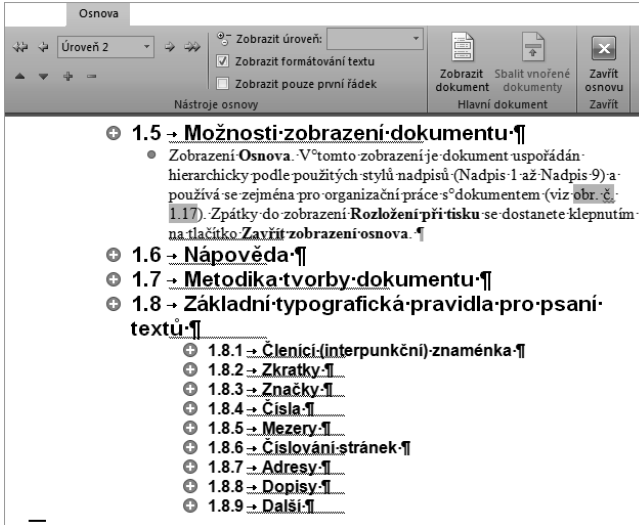 Osnova
Úroveň 2
Zobrazit úroveň:
Zobrazit formátování textu
Zobrazit pouze první řádek
Nástroje osnovy
Zobrazit dokument
Sbalit vnořené dokumenty
Hlavní dokument
Zavřít osnovu
Zavřít
1.5 → Možnosti·zobrazení·dokumentu·¶
Zobrazení·Osnova.·V°tomto·zobrazení·je·dokument·uspořádán·
hierarchicky·podle·použitých·stylů·nadpisů·(Nadpis·1·až·Nadpis·9)·a·
používá·se·zejména·pro·organizační·práce·s°dokumentem·(viz·obr.·č.·
1.17).·Zpátky·do·zobrazení·Rozložení·při·tisku·se·dostanete·klepnutím·
na·tlačítko·Zavřít·zobrazení·osnova.·¶
1.6 → Nápověda·¶
1.7 → Metodika·tvorby·dokumentu·¶
1.8 → Základní·typografická·pravidla·pro·psaní·
textů·¶
1.8.1 → Členící·(interpunkční)·znaménka·¶
1.8.2 → Zkratky·¶
1.8.3 → Značky·¶
1.8.4 → Čísla·¶
1.8.5 → Mezery·¶
1.8.6 → Číslování·stránek·¶
1.8.7 → Adresy·¶
1.8.8 → Dopisy·¶
1.8.9 → Další·¶